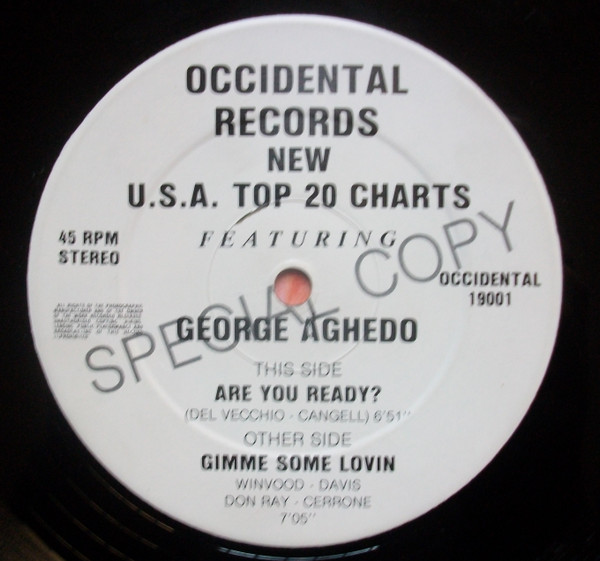 OCCIDENTAL
RECORDS
NEW
U.S.A. TOP 20 CHARTS
FEATURING
45 RPM
STEREO
OCCIDENTAL
19001
SPECIAL COPY
GEORGE AGHEDO
THIS SIDE
ARE YOU READY?
(DEL VECCHIO - CANGELL) 6'51''
OTHER SIDE
GIMME SOME LOVIN
WINWOOD - DAVIS
DON RAY - CERRONE
7'05''